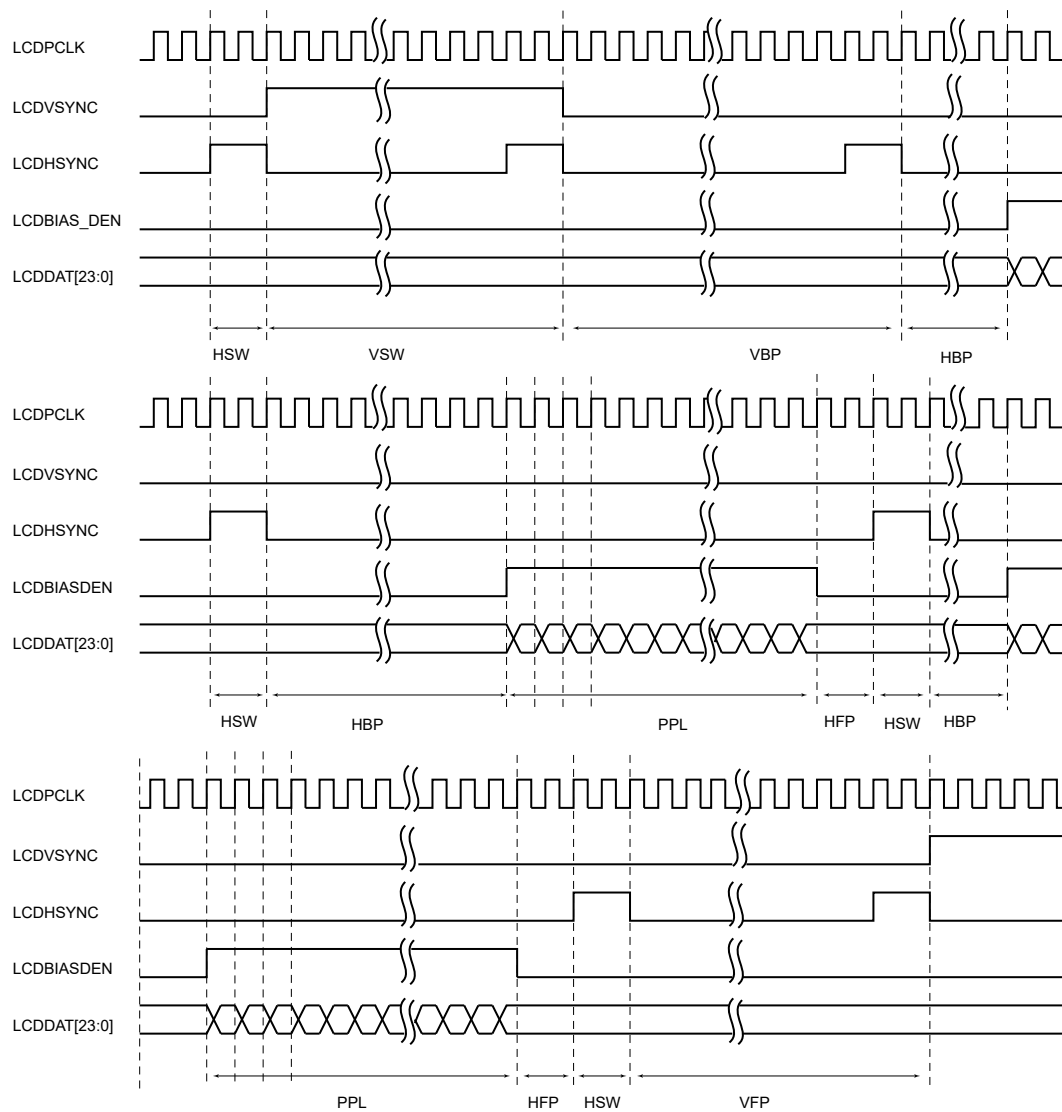 LCDPCLK
LCDVSYNC
LCDHSYNC
LCDBIAS_DEN
LCDDAT[23:0]
HSW VSW VBP HBP
LCDPCLK
LCDVSYNC
LCDHSYNC
LCDBIASDEN
LCDDAT[23:0]
HSW HBP PPL HFP HSW HBP
LCDPCLK
LCDVSYNC
LCDHSYNC
LCDBIASDEN
LCDDAT[23:0]
PPL HFP HSW VFP